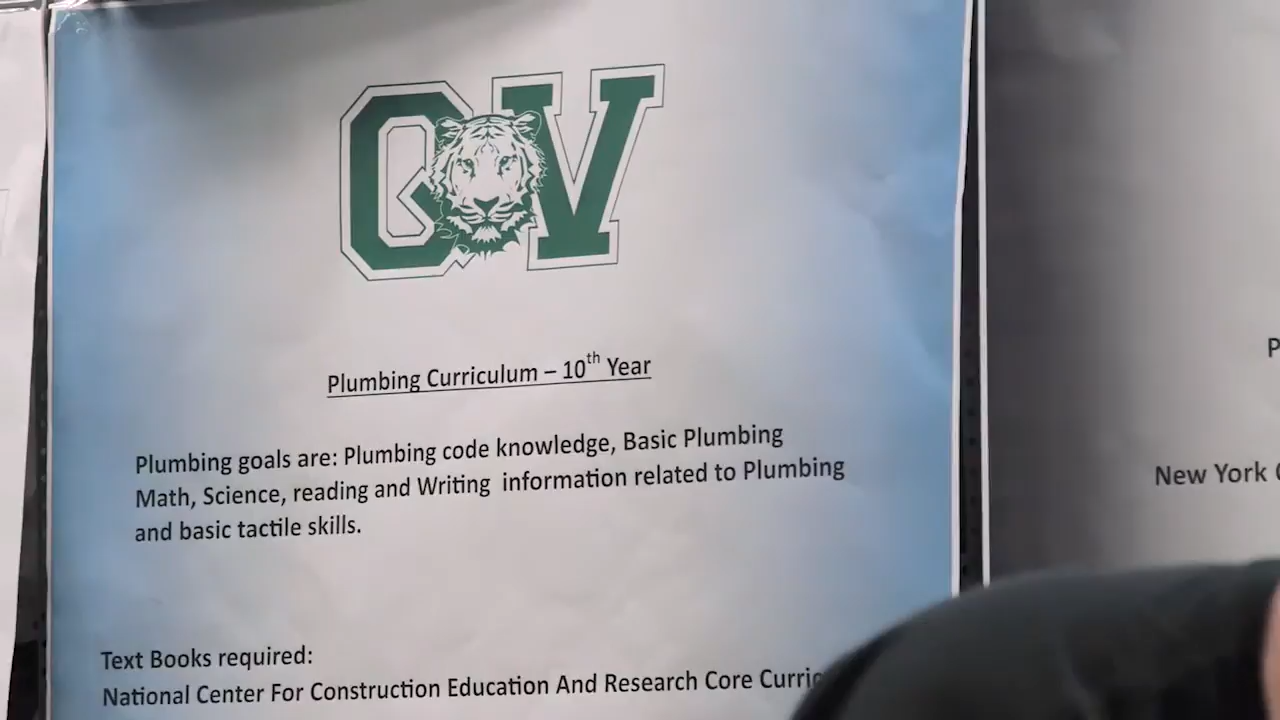 CV
Plumbing Curriculum – 10th Year
Plumbing goals are: Plumbing code knowledge, Basic Plumbing
Math, Science, reading and Writing information related to Plumbing
and basic tactile skills.
Text Books required:
National Center For Construction Education And Research Core
New York